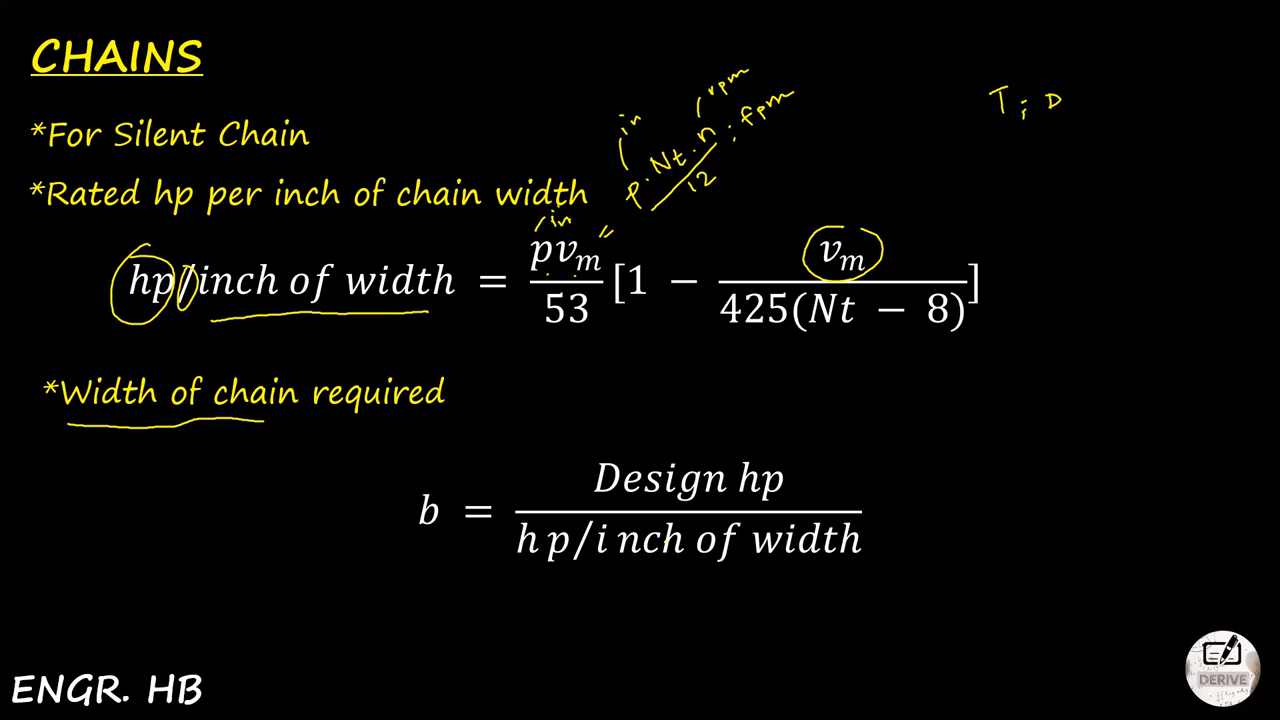 CHAINS
*For Silent Chain
*Rated hp per inch of chain width
in
p. Nt. n / 12 : fpm
rpm
T ; D
in
hp/inch of width = pv_m / 53 [1 − v_m / 425(Nt − 8)]
*Width of chain required
b = Design hp / h p/i nch of width
ENGR. HB
DERIVE